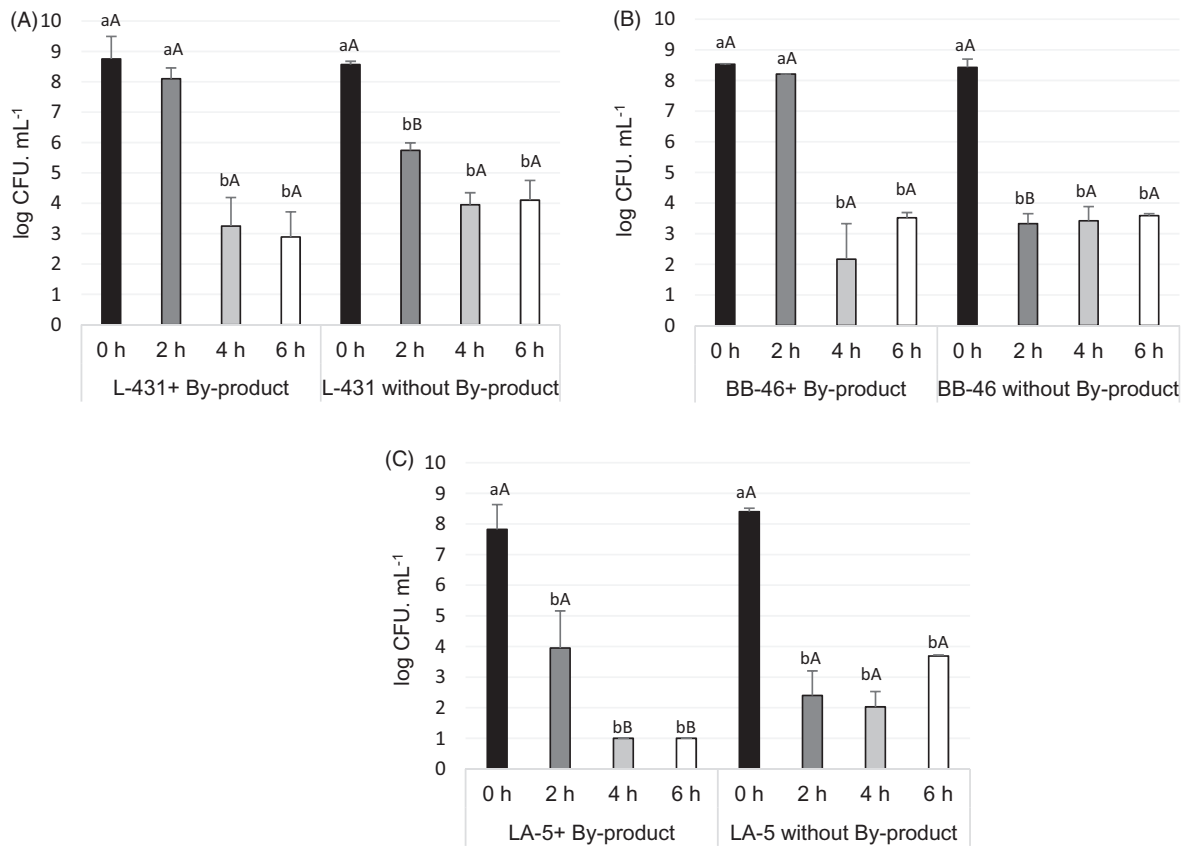 (A)
10
9
8
7
6
5
4
3
2
1
0
log CFU. mL-1
aA
aA
bA
bA
aA
bB
bA
bA
0 h 2 h 4 h 6 h 0 h 2 h 4 h 6 h
L-431+ By-product L-431 without By-product
(B)
10
9
8
7
6
5
4
3
2
1
0
log CFU. mL-1
aA
aA
bA
bA
aA
bB
bA
bA
0 h 2 h 4 h 6 h 0 h 2 h 4 h 6 h
BB-46+ By-product BB-46 without By-product
(C)
10
9
8
7
6
5
4
3
2
1
0
log CFU. mL-1
aA
bA
bB
bB
aA
bA
bA
bA
0 h 2 h 4 h 6 h 0 h 2 h 4 h 6 h
LA-5+ By-product LA-5 without By-product